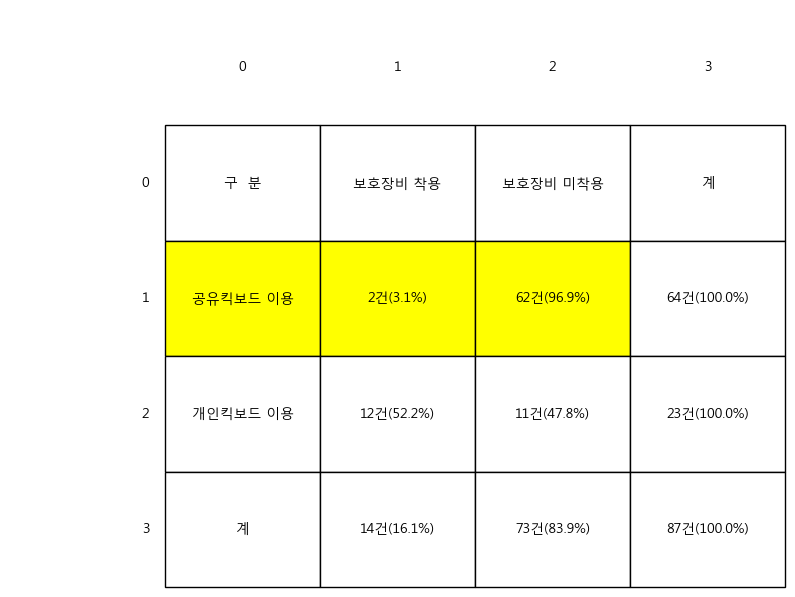 0 1 2 3
0 구 분 보호장비 착용 보호장비 미착용 계
1 공유킥보드 이용 2건(3.1%) 62건(96.9%) 64건(100.0%)
2 개인킥보드 이용 12건(52.2%) 11건(47.8%) 23건(100.0%)
3 계 14건(16.1%) 73건(83.9%) 87건(100.0%)